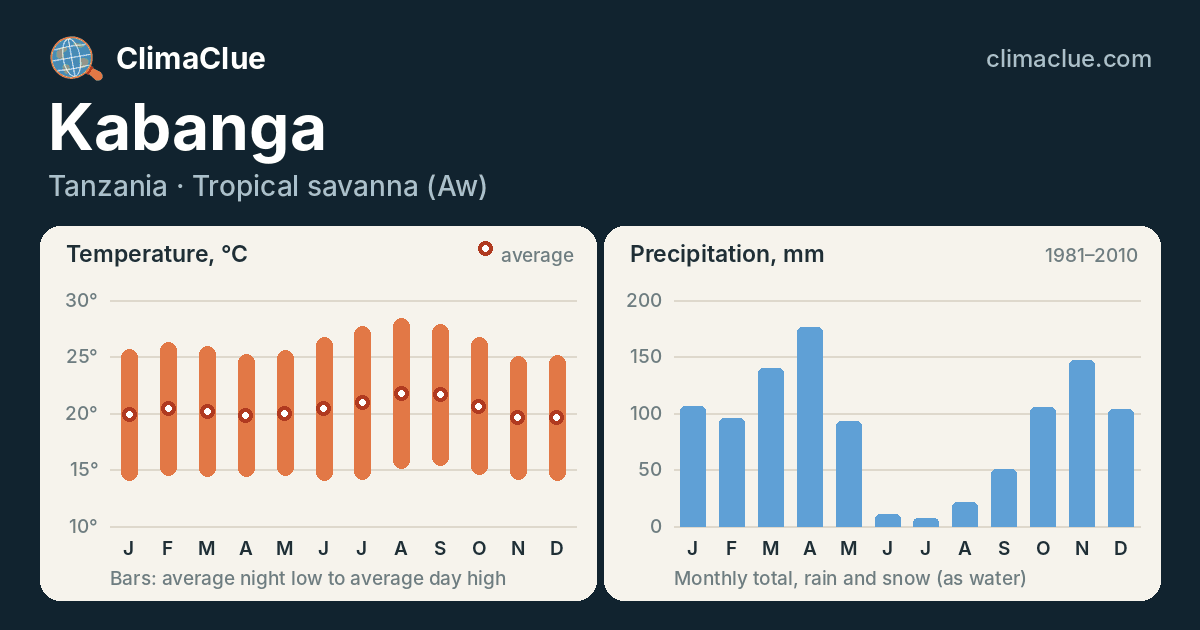 ClimaClue
climaclue.com
Kabanga
Tanzania · Tropical savanna (Aw)
Temperature, °C
average
30°
25°
20°
15°
10°
J F M A M J J A S O N D
Bars: average night low to average day high
Precipitation, mm
1981–2010
200
150
100
50
0
J F M A M J J A S O N D
Monthly total, rain and snow (as water)